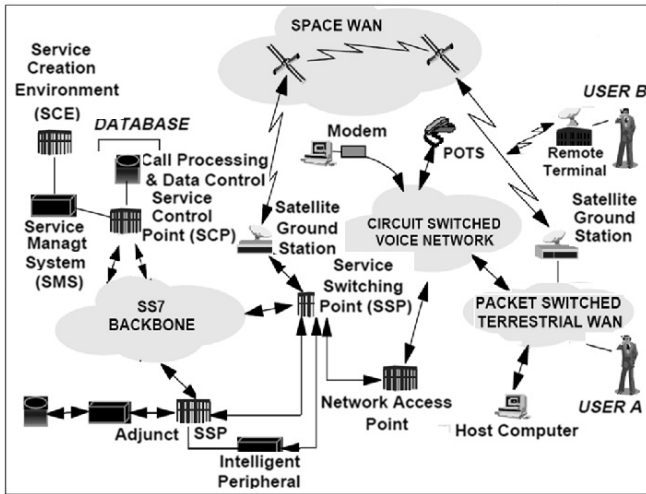 SPACE WAN
Service
Creation
Environment
(SCE)
DATABASE
Call Processing
& Data Control
Service
Control
Point (SCP)
Service
Managt
System
(SMS)
Modem
POTS
USER B
Remote
Terminal
Satellite
Ground
Station
CIRCUIT SWITCHED
VOICE NETWORK
Satellite
Ground
Station
Service
Switching
Point (SSP)
SS7
BACKBONE
PACKET SWITCHED
TERRESTRIAL WAN
Adjunct
SSP
Intelligent
Peripheral
Network Access
Point
Host Computer
USER A